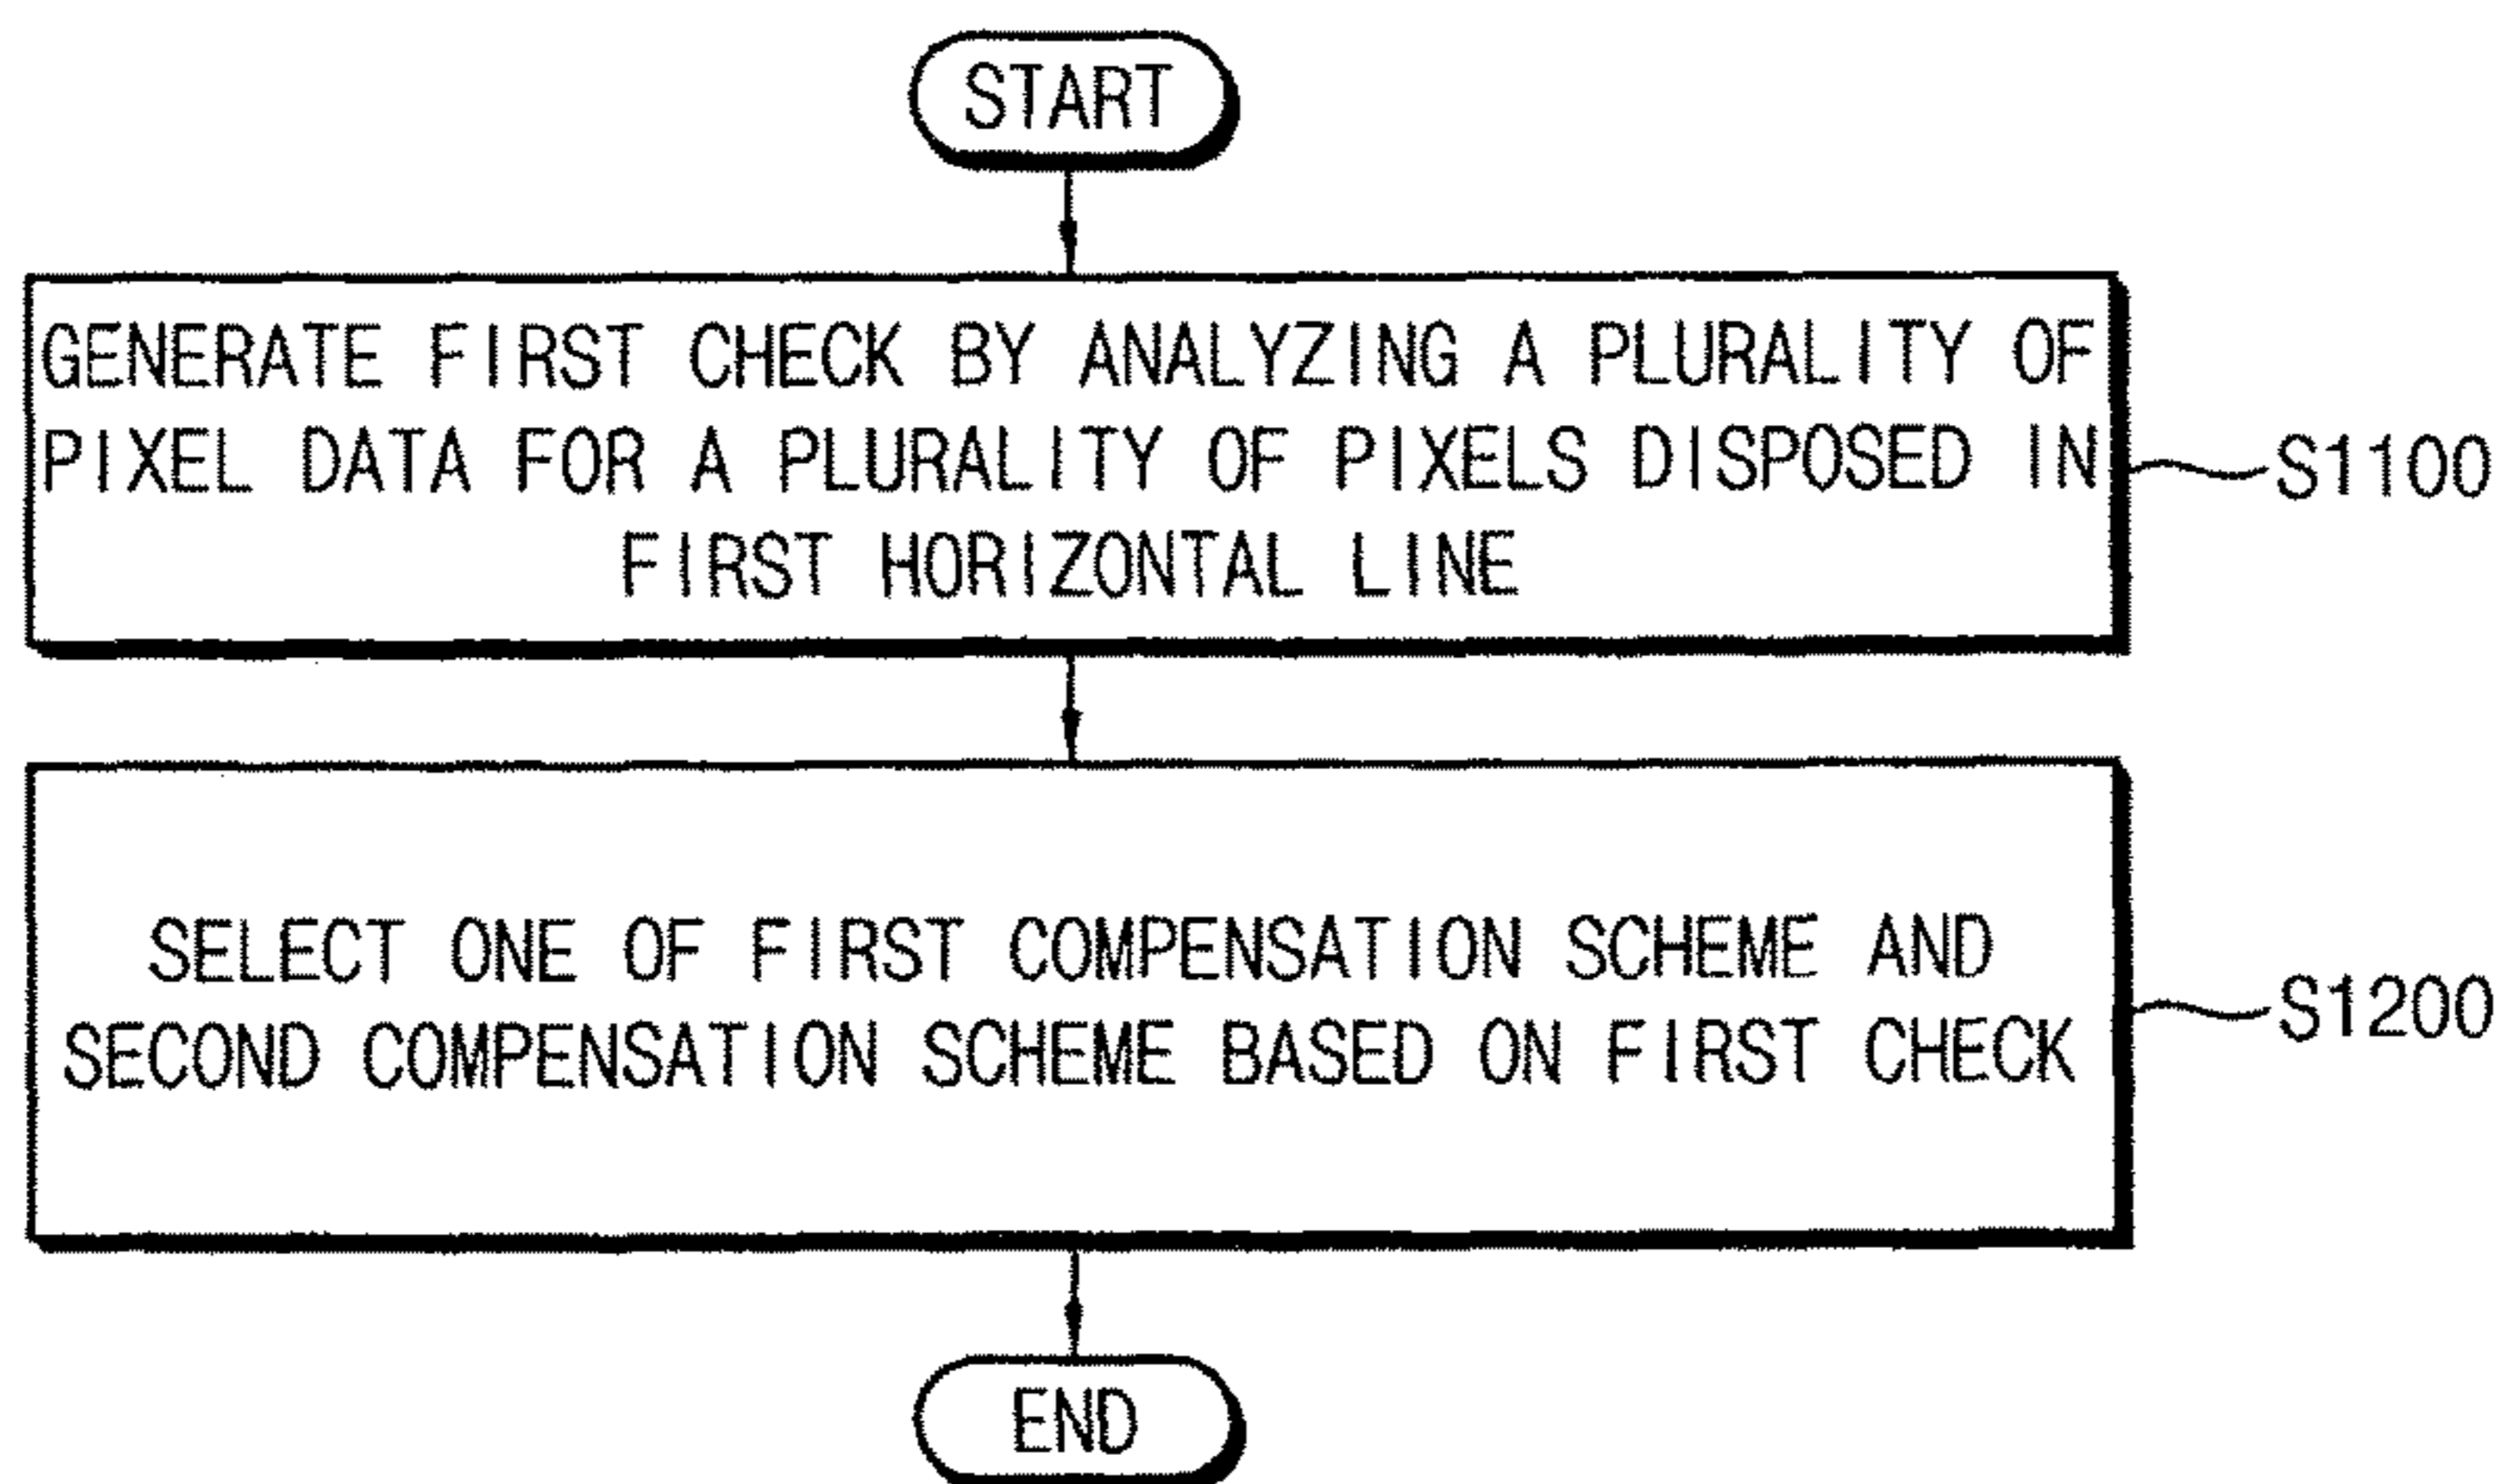 START
GENERATE FIRST CHECK BY ANALYZING A PLURALITY OF
PIXEL DATA FOR A PLURALITY OF PIXELS DISPOSED IN
FIRST HORIZONTAL LINE
S1100
SELECT ONE OF FIRST COMPENSATION SCHEME AND
SECOND COMPENSATION SCHEME BASED ON FIRST CHECK
S1200
END